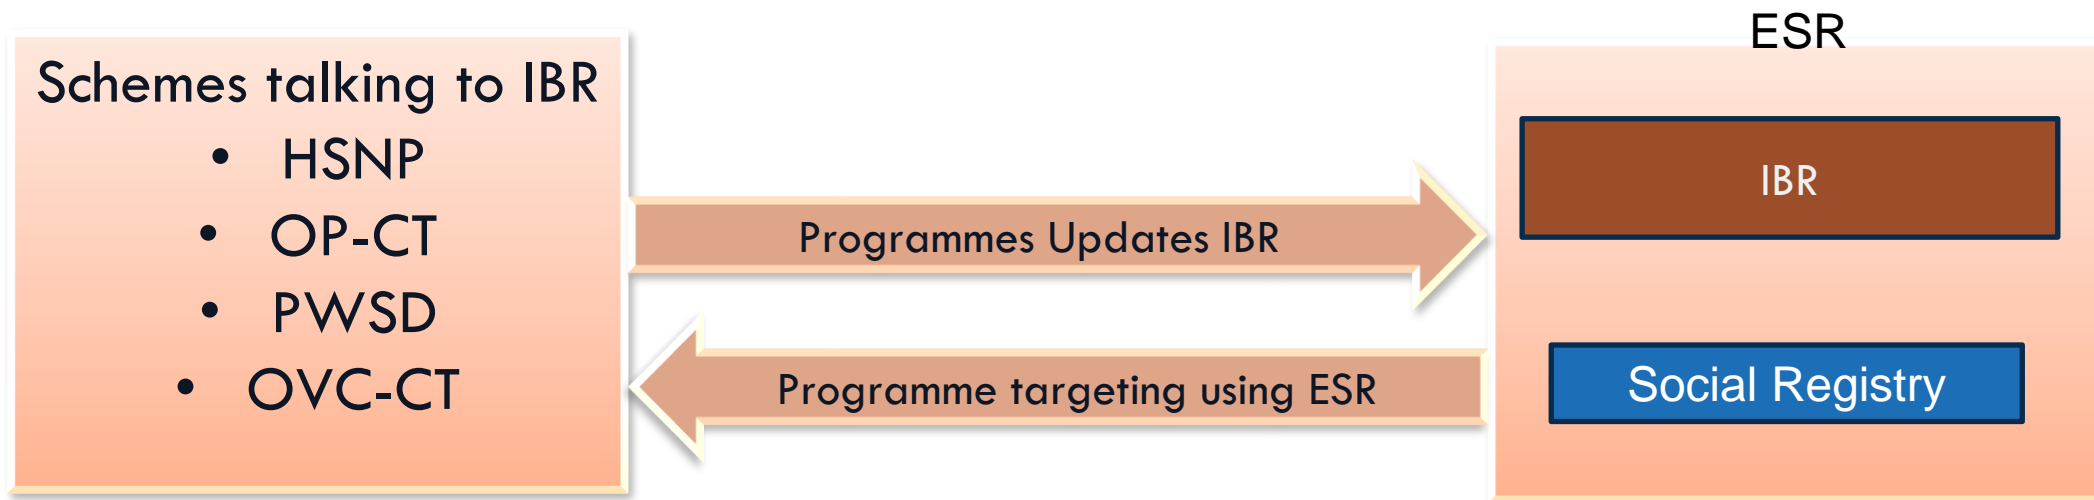 Schemes talking to IBR
• HSNP
• OP-CT
• PWSD
• OVC-CT
Programmes Updates IBR
Programme targeting using ESR
ESR
IBR
Social Registry